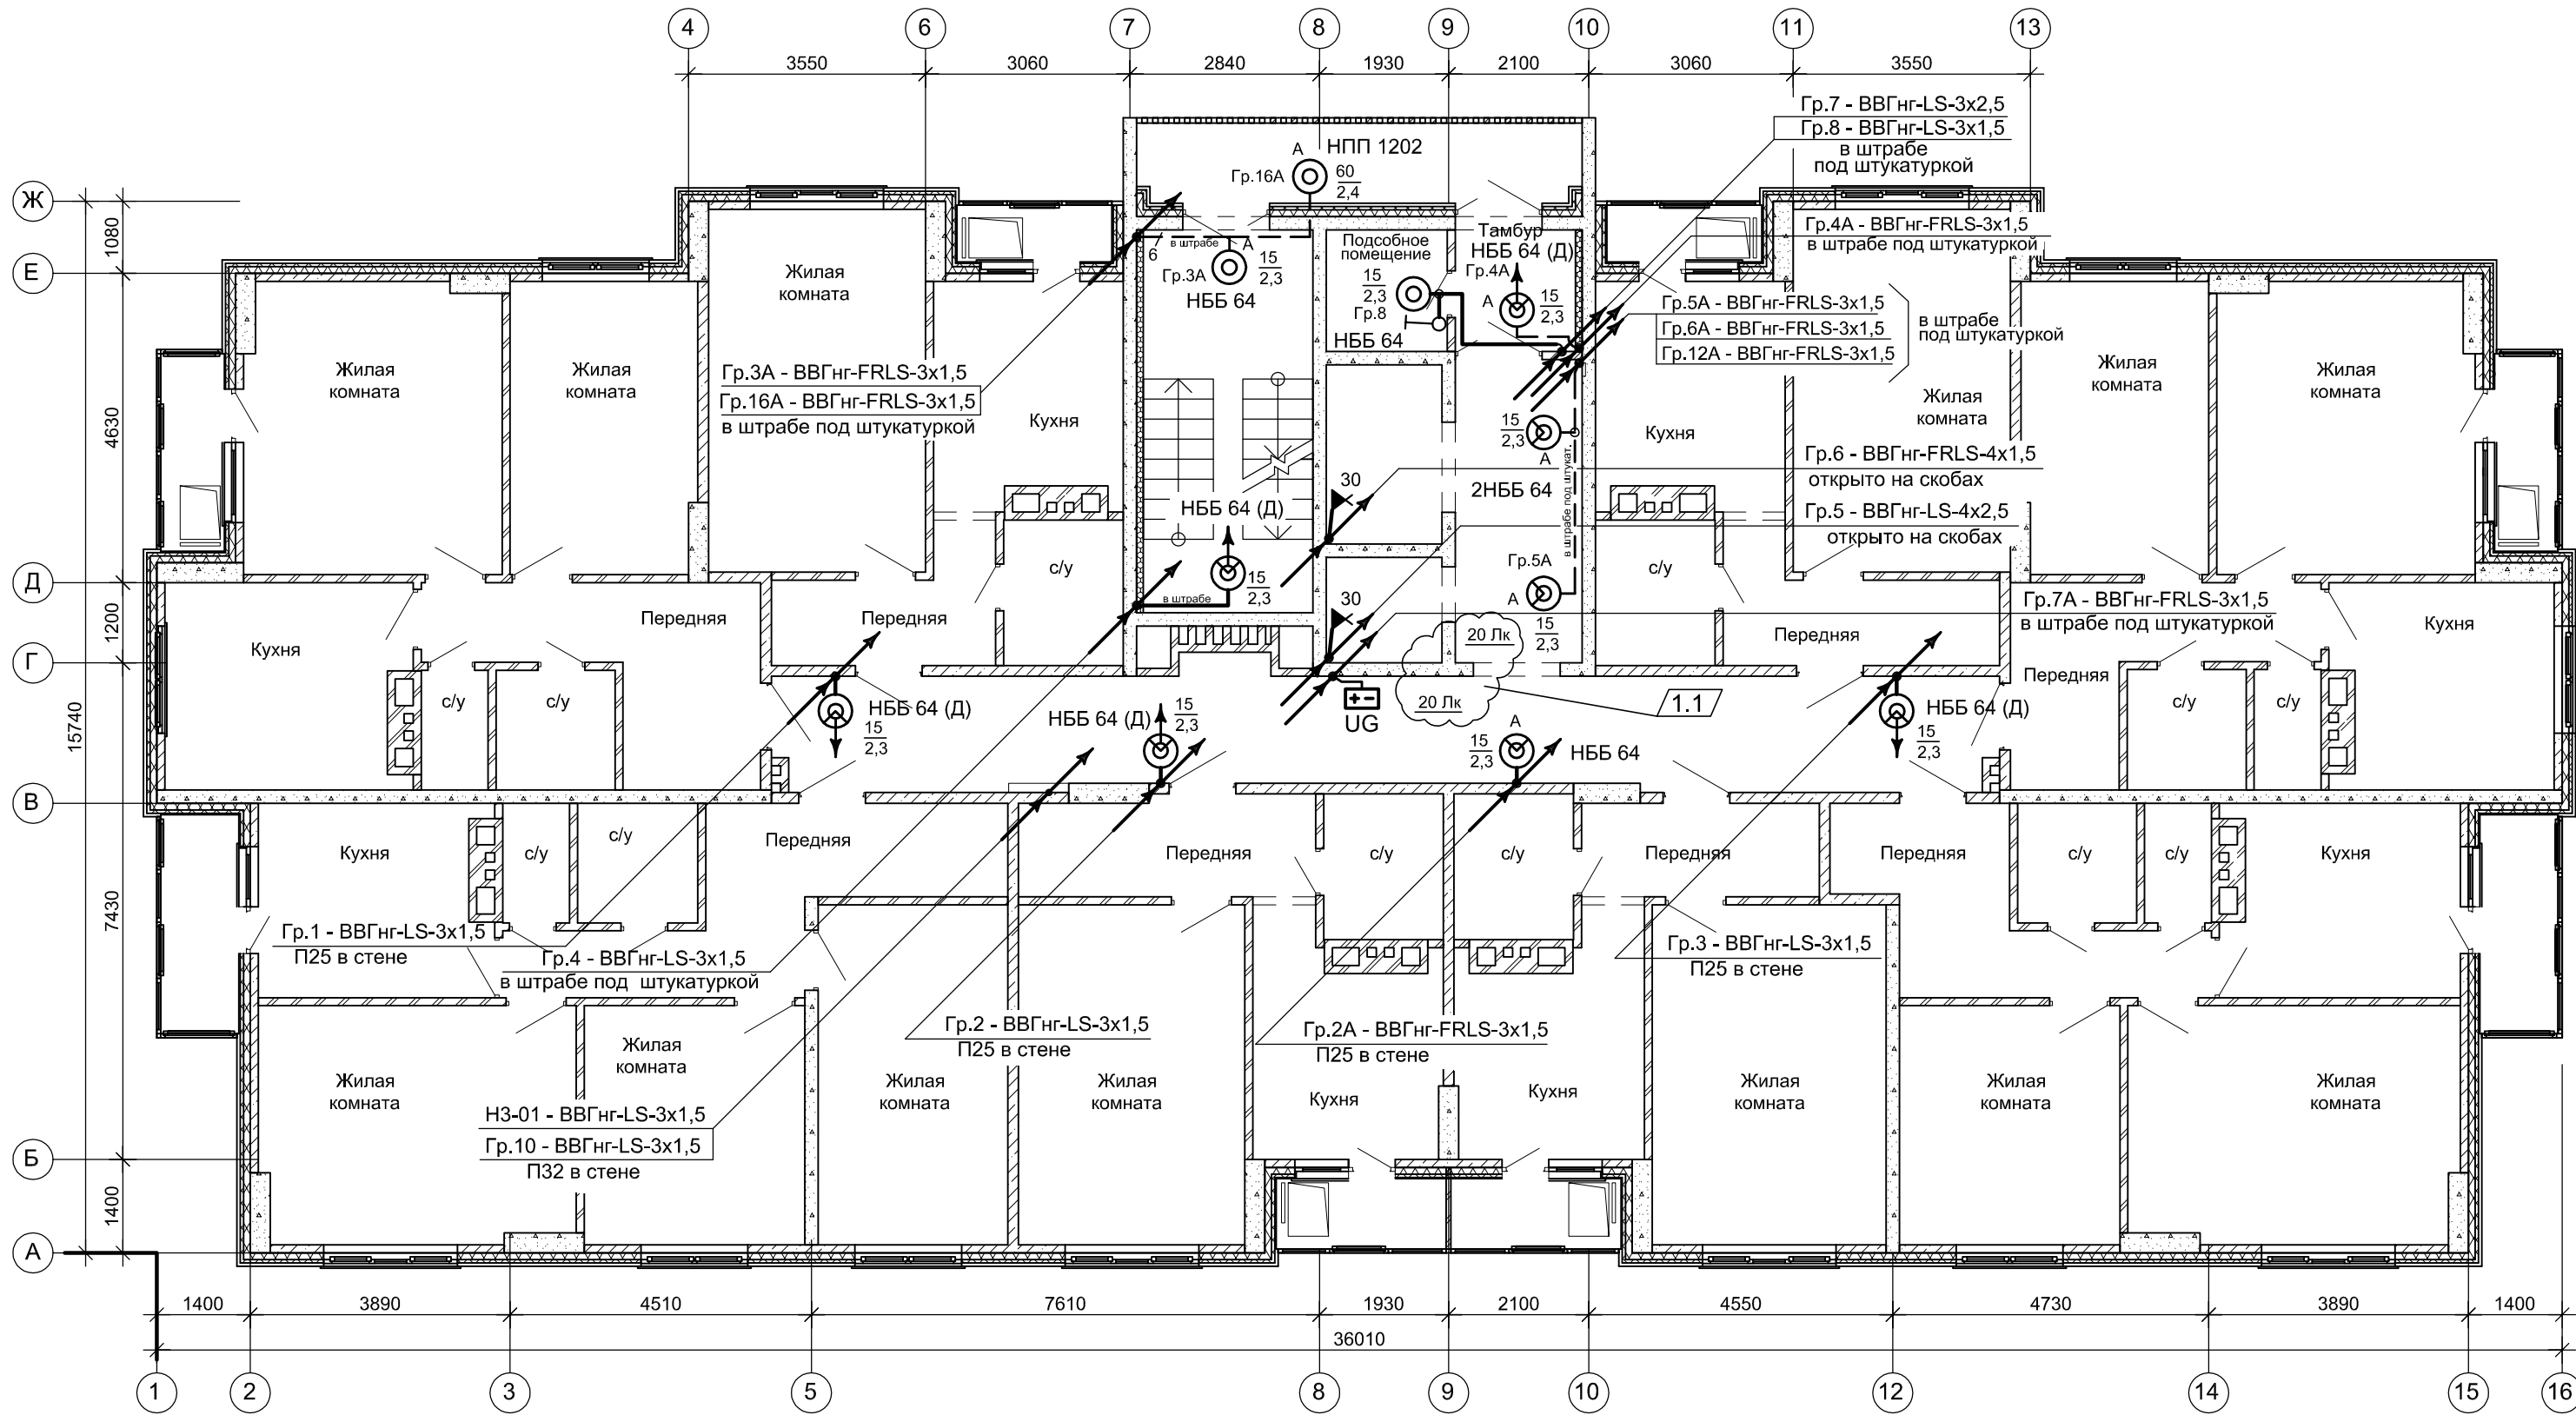 4 6 7 8 9 10 11 13
3550 3060 2840 1930 2100 3060 3550
Гр.7 - ВВГнг-LS-3х2,5
Гр.8 - ВВГнг-LS-3х1,5
в штрабе
под штукатуркой
А НПП 1202
Гр.16А 60
2,4
Ж
1080
Е
Гр.4А - ВВГнг-FRLS-3х1,5
в штрабе под штукатуркой
7
6
в штрабе
А
Гр.3А 15
2,3
НББ 64
Подсобное
помещение
15
2,3
Гр.8
НББ 64
Тамбур
НББ 64 (Д)
Гр.4А
А 15
2,3
Гр.5А - ВВГнг-FRLS-3х1,5
Гр.6А - ВВГнг-FRLS-3х1,5
Гр.12А - ВВГнг-FRLS-3х1,5
в штрабе
под штукатуркой
Жилая
комната
Жилая
комната
Жилая
комната
Гр.3А - ВВГнг-FRLS-3х1,5
Гр.16А - ВВГнг-FRLS-3х1,5
в штрабе под штукатуркой
Кухня
Кухня
Жилая
комната
Жилая
комната
Жилая
комната
4630
15
2,3
А
30
2НББ 64
в штрабе под штукат.
Гр.6 - ВВГнг-FRLS-4х1,5
открыто на скобах
Гр.5 - ВВГнг-LS-4х2,5
открыто на скобах
НББ 64 (Д)
15
2,3
в штрабе
с/у
с/у
Гр.5А
А
15
2,3
30
Д
1200
Г
15740
Кухня
Передняя
Передняя
20 Лк
20 Лк
1.1
UG
Передняя
Гр.7А - ВВГнг-FRLS-3х1,5
в штрабе под штукатуркой
Передняя
Кухня
с/у
с/у
НББ 64 (Д)
15
2,3
НББ 64 (Д)
15
2,3
А
15
2,3
НББ 64
НББ 64 (Д)
15
2,3
с/у
с/у
В
7430
Кухня
с/у
с/у
Передняя
Передняя
с/у
с/у
Передняя
Передняя
с/у
с/у
Кухня
Гр.1 - ВВГнг-LS-3х1,5
П25 в стене
Гр.4 - ВВГнг-LS-3х1,5
в штрабе под штукатуркой
Гр.3 - ВВГнг-LS-3х1,5
П25 в стене
Гр.2 - ВВГнг-LS-3х1,5
П25 в стене
Гр.2А - ВВГнг-FRLS-3х1,5
П25 в стене
Жилая
комната
Жилая
комната
Жилая
комната
Жилая
комната
Кухня
Кухня
Жилая
комната
Жилая
комната
Жилая
комната
Н3-01 - ВВГнг-LS-3х1,5
Гр.10 - ВВГнг-LS-3х1,5
П32 в стене
Б
1400
А
1400 3890 4510 7610 1930 2100 4550 4730 3890 1400
36010
1 2 3 5 8 9 10 12 14 15 16